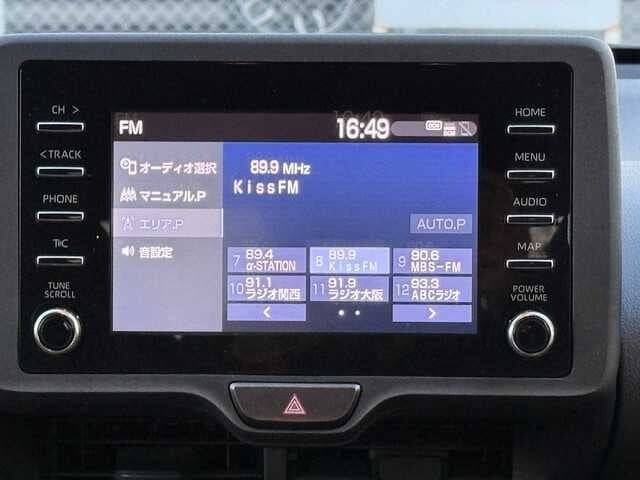 CH >
<TRACK
PHONE
TC
TUNE
SCROLL
FM
16:49
DCM
オーディオ選択
マニュアル.P
エリア.P
音設定
89.9 MHz
KissFM
AUTO.P
7 89.4 α-STATION
8 89.9 KissFM
9 90.6 MBS-FM
10 91.1 ラジオ関西
11 91.9 ラジオ大阪
12 93.3 ABCラジオ
<
>
HOME
MENU
AUDIO
MAP
POWER
VOLUME